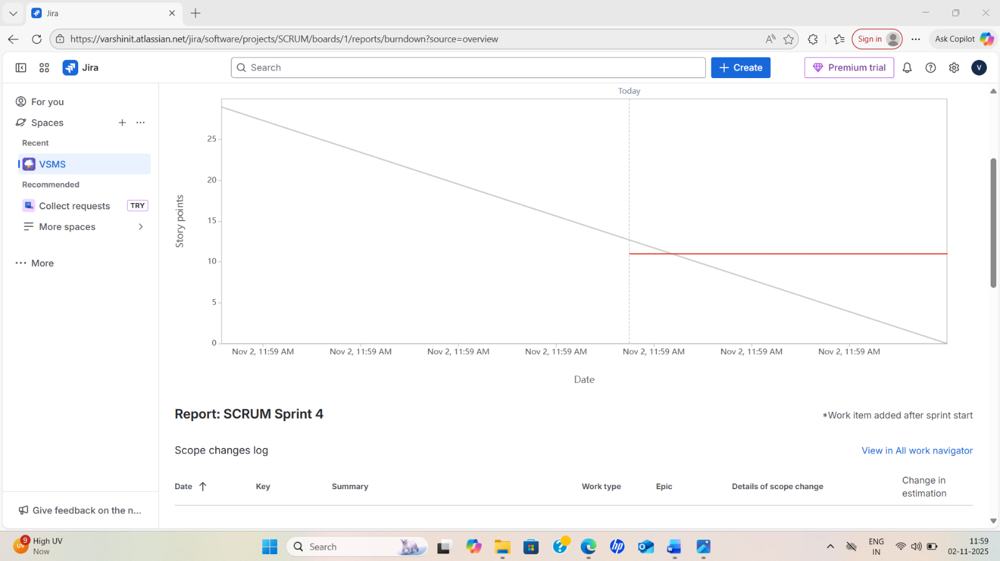 Jira
https://varshinit.atlassian.net/jira/software/projects/SCRUM/boards/1/reports/burndown?source=overview
Sign in
Ask Copilot
Jira
Search
Create
Premium trial
V
For you
Spaces
Recent
VSMS
Recommended
Collect requests TRY
More spaces
More
Give feedback on the n...
Today
Story points
25
20
15
10
5
0
Nov 2, 11:59 AM Nov 2, 11:59 AM Nov 2, 11:59 AM Nov 2, 11:59 AM Nov 2, 11:59 AM Nov 2, 11:59 AM Nov 2, 11:59 AM
Date
Report: SCRUM Sprint 4
*Work item added after sprint start
Scope changes log
View in All work navigator
Date Key Summary Work type Epic Details of scope change Change in
estimation
9
UV
High UV
Now
Search
hp
W
ENG
IN
11:59
02-11-2025